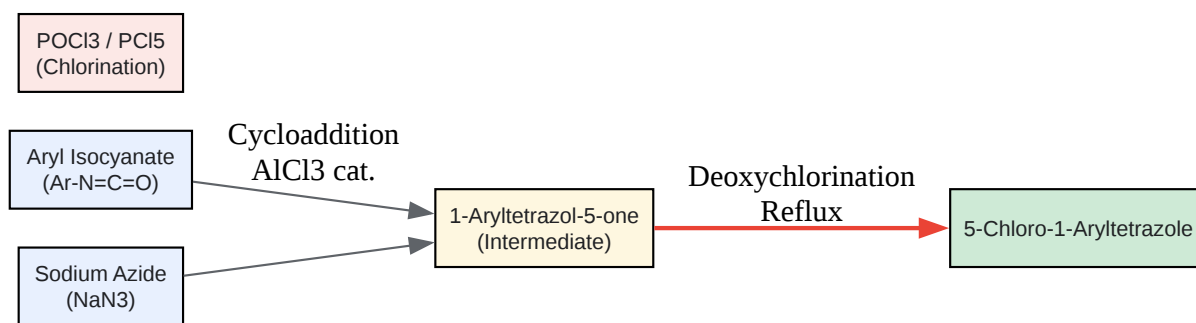 POCl3 / PCl5
(Chlorination)
Aryl Isocyanate
(Ar-N=C=O)
Sodium Azide
(NaN3)
Cycloaddition
AlCl3 cat.
1-Aryltetrazol-5-one
(Intermediate)
Deoxychlorination
Reflux
5-Chloro-1-Aryltetrazole